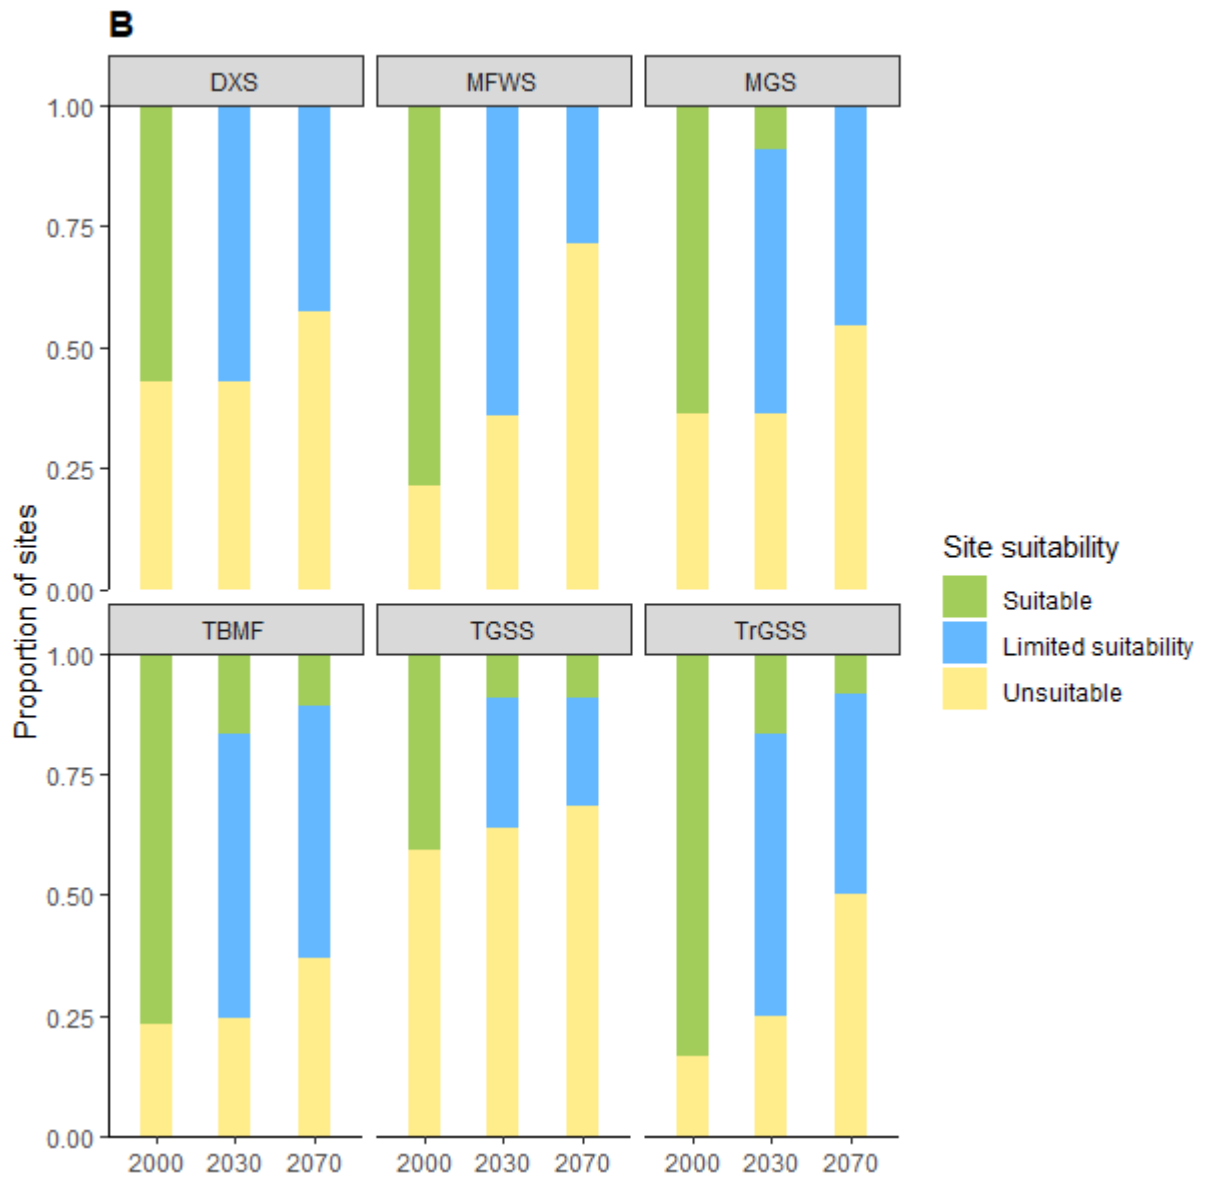 B
DXS
MFWS
MGS
1.00
0.75
0.50
0.25
0.00
Proportion of sites
TBMF
TGSS
TrGSS
1.00
0.75
0.50
0.25
0.00
2000 2030 2070
2000 2030 2070
2000 2030 2070
Site suitability
Suitable
Limited suitability
Unsuitable